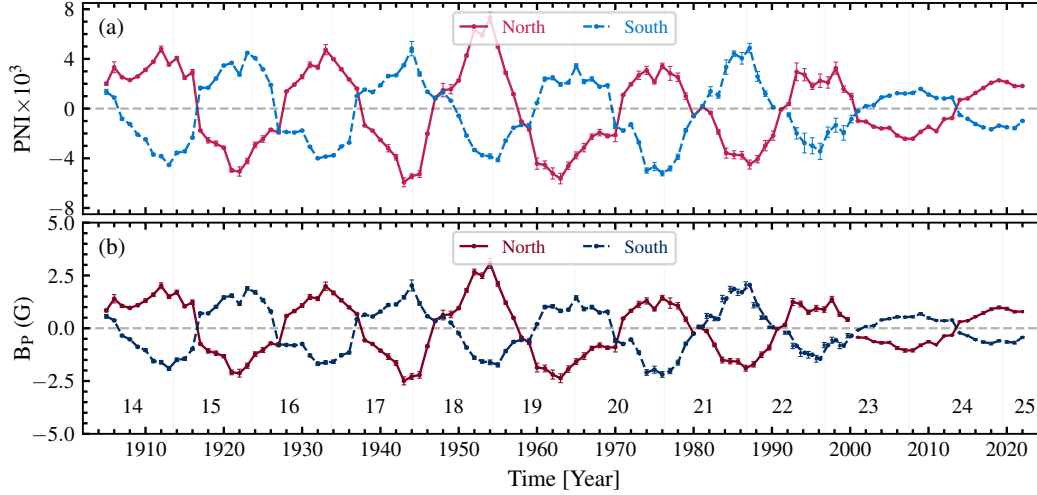 (a)
North South
PNI×10³
8
4
0
−4
−8
(b)
North South
B_P (G)
5.0
2.5
0.0
−2.5
−5.0
14 15 16 17 18 19 20 21 22 23 24 25
1910 1920 1930 1940 1950 1960 1970 1980 1990 2000 2010 2020
Time [Year]